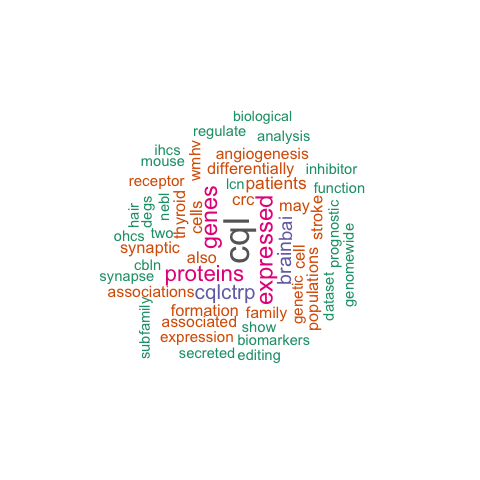 biological
regulate
analysis
ihcs
mouse
wmhv
angiogenesis
differentially
inhibitor
receptor
lcn
patients
function
thyroid
cells
genes
crc
hair
degs
nebl
cql
expressed
may
stroke
prognostic
ohcs
two
brainbai
synaptic
also
cell
genomewide
cbln
synapse
proteins
populations
genetic
dataset
associations
cqlctrp
subfamily
formation
family
associated
show
expression
biomarkers
secreted
editing